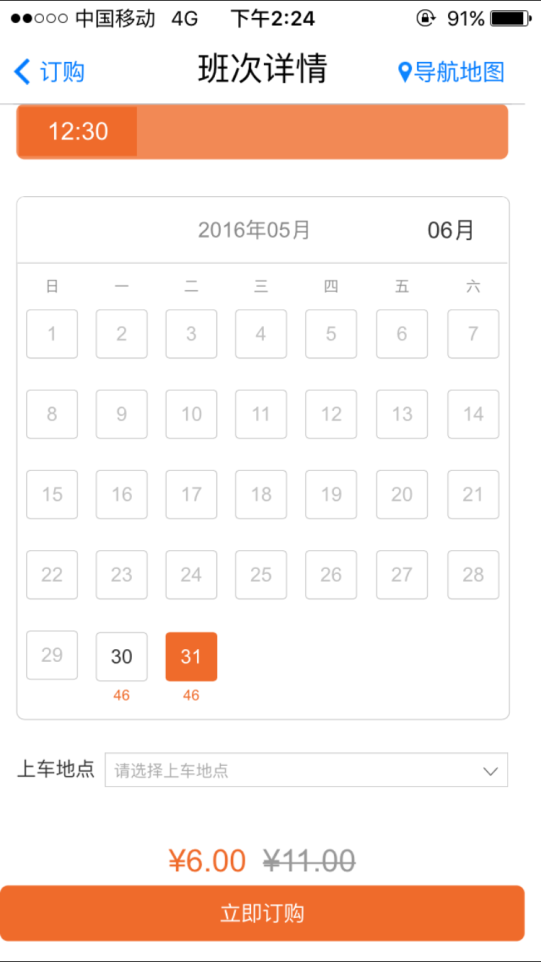 中国移动 4G 下午2:24 91%
订购 班次详情 导航地图
12:30
2016年05月 06月
日 一 二 三 四 五 六
1 2 3 4 5 6 7
8 9 10 11 12 13 14
15 16 17 18 19 20 21
22 23 24 25 26 27 28
29 30 31
46 46
上车地点 请选择上车地点
¥6.00 ¥11.00
立即订购